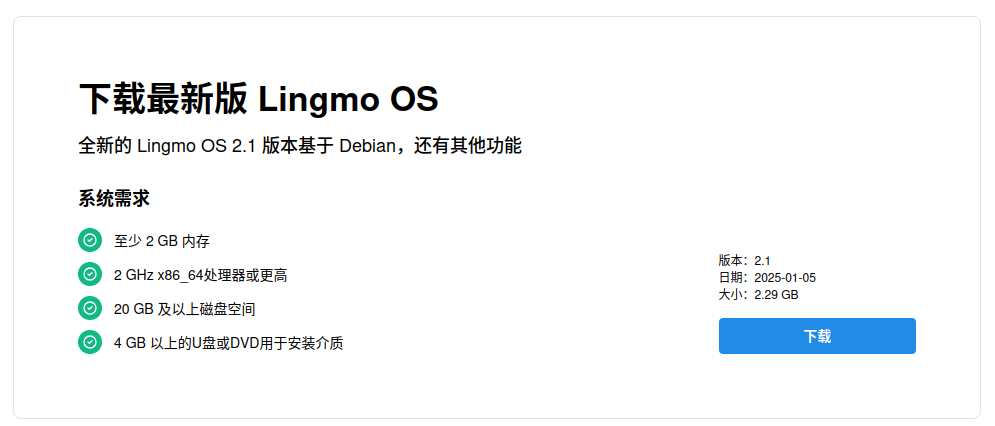 下载最新版 Lingmo OS
全新的 Lingmo OS 2.1 版本基于 Debian，还有其他功能
系统需求
至少 2 GB 内存
2 GHz x86_64处理器或更高
20 GB 及以上磁盘空间
4 GB 以上的U盘或DVD用于安装介质
版本：2.1
日期：2025-01-05
大小：2.29 GB
下载